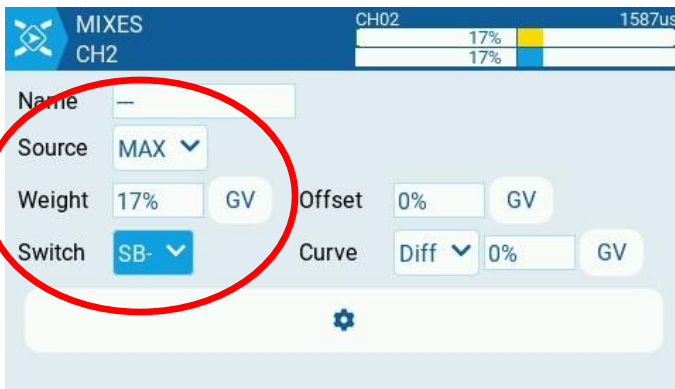 MIXES
CH2
CH02 1587us
17%
17%
Name ---
Source MAX
Weight 17% GV Offset 0% GV
Switch SB- Curve Diff 0% GV